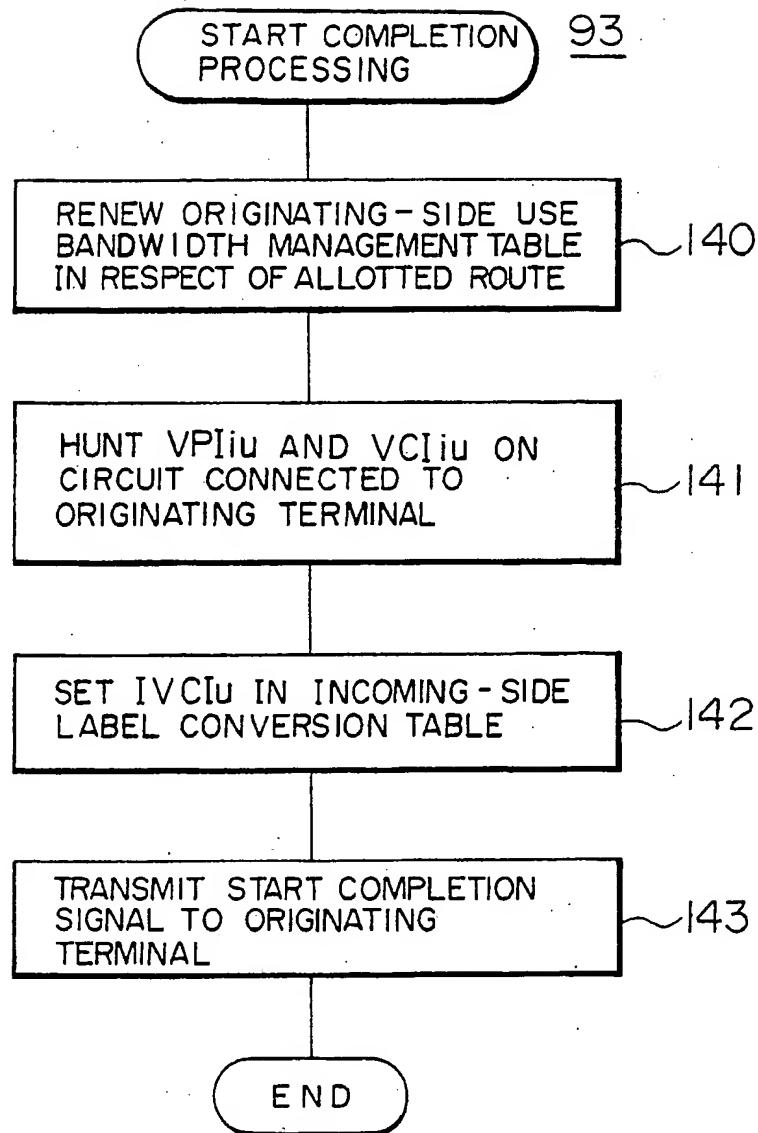 START COMPLETION
PROCESSING
93
RENEW ORIGINATING-SIDE USE
BANDWIDTH MANAGEMENT TABLE
IN RESPECT OF ALLOTTED ROUTE
140
HUNT VPIiu AND VCIiu ON
CIRCUIT CONNECTED TO
ORIGINATING TERMINAL
141
SET IVCIu IN INCOMING-SIDE
LABEL CONVERSION TABLE
142
TRANSMIT START COMPLETION
SIGNAL TO ORIGINATING
TERMINAL
143
END